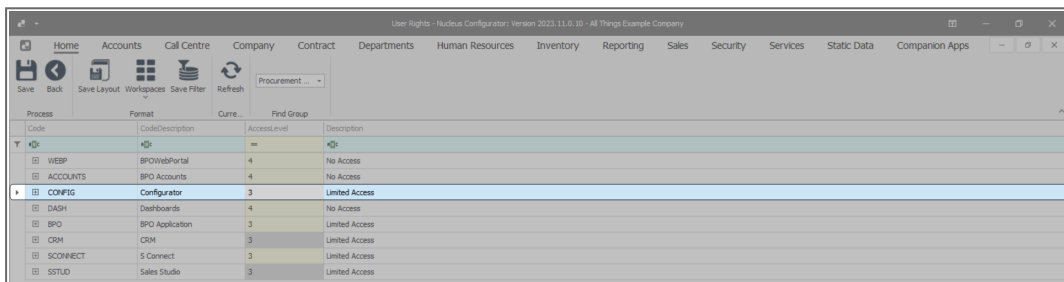 User Rights - Nucleus Configurator: Version 2023.11.0.10 - All Things Example Company
Home Accounts Call Centre Company Contract Departments Human Resources Inventory Reporting Sales Security Services Static Data Companion Apps
Save Back Save Layout Workspaces Save Filter Refresh Procurement ...
Process Format Curre... Find Group
Code CodeDescription AccessLevel Description
=
WEBP BPOWebPortal 4 No Access
ACCOUNTS BPO Accounts 4 No Access
CONFIG Configurator 3 Limited Access
DASH Dashboards 4 No Access
BPO BPO Application 3 Limited Access
CRM CRM 3 Limited Access
SCONNECT S Connect 3 Limited Access
SSTUD Sales Studio 3 Limited Access